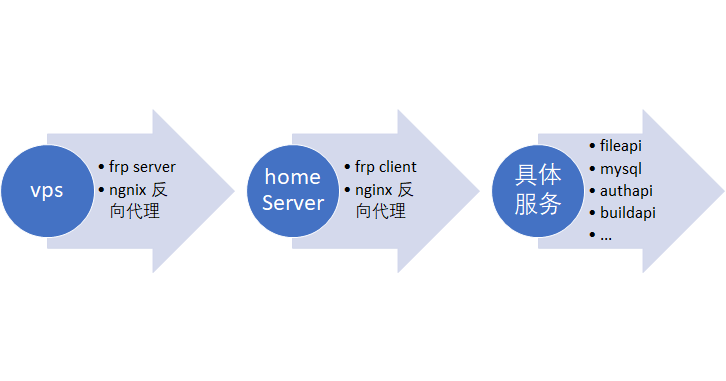 vps
• frp server
• ngnix 反
向代理
home
Server
• frp client
• nginx 反
向代理
具体
服务
• fileapi
• mysql
• authapi
• buildapi
• ...